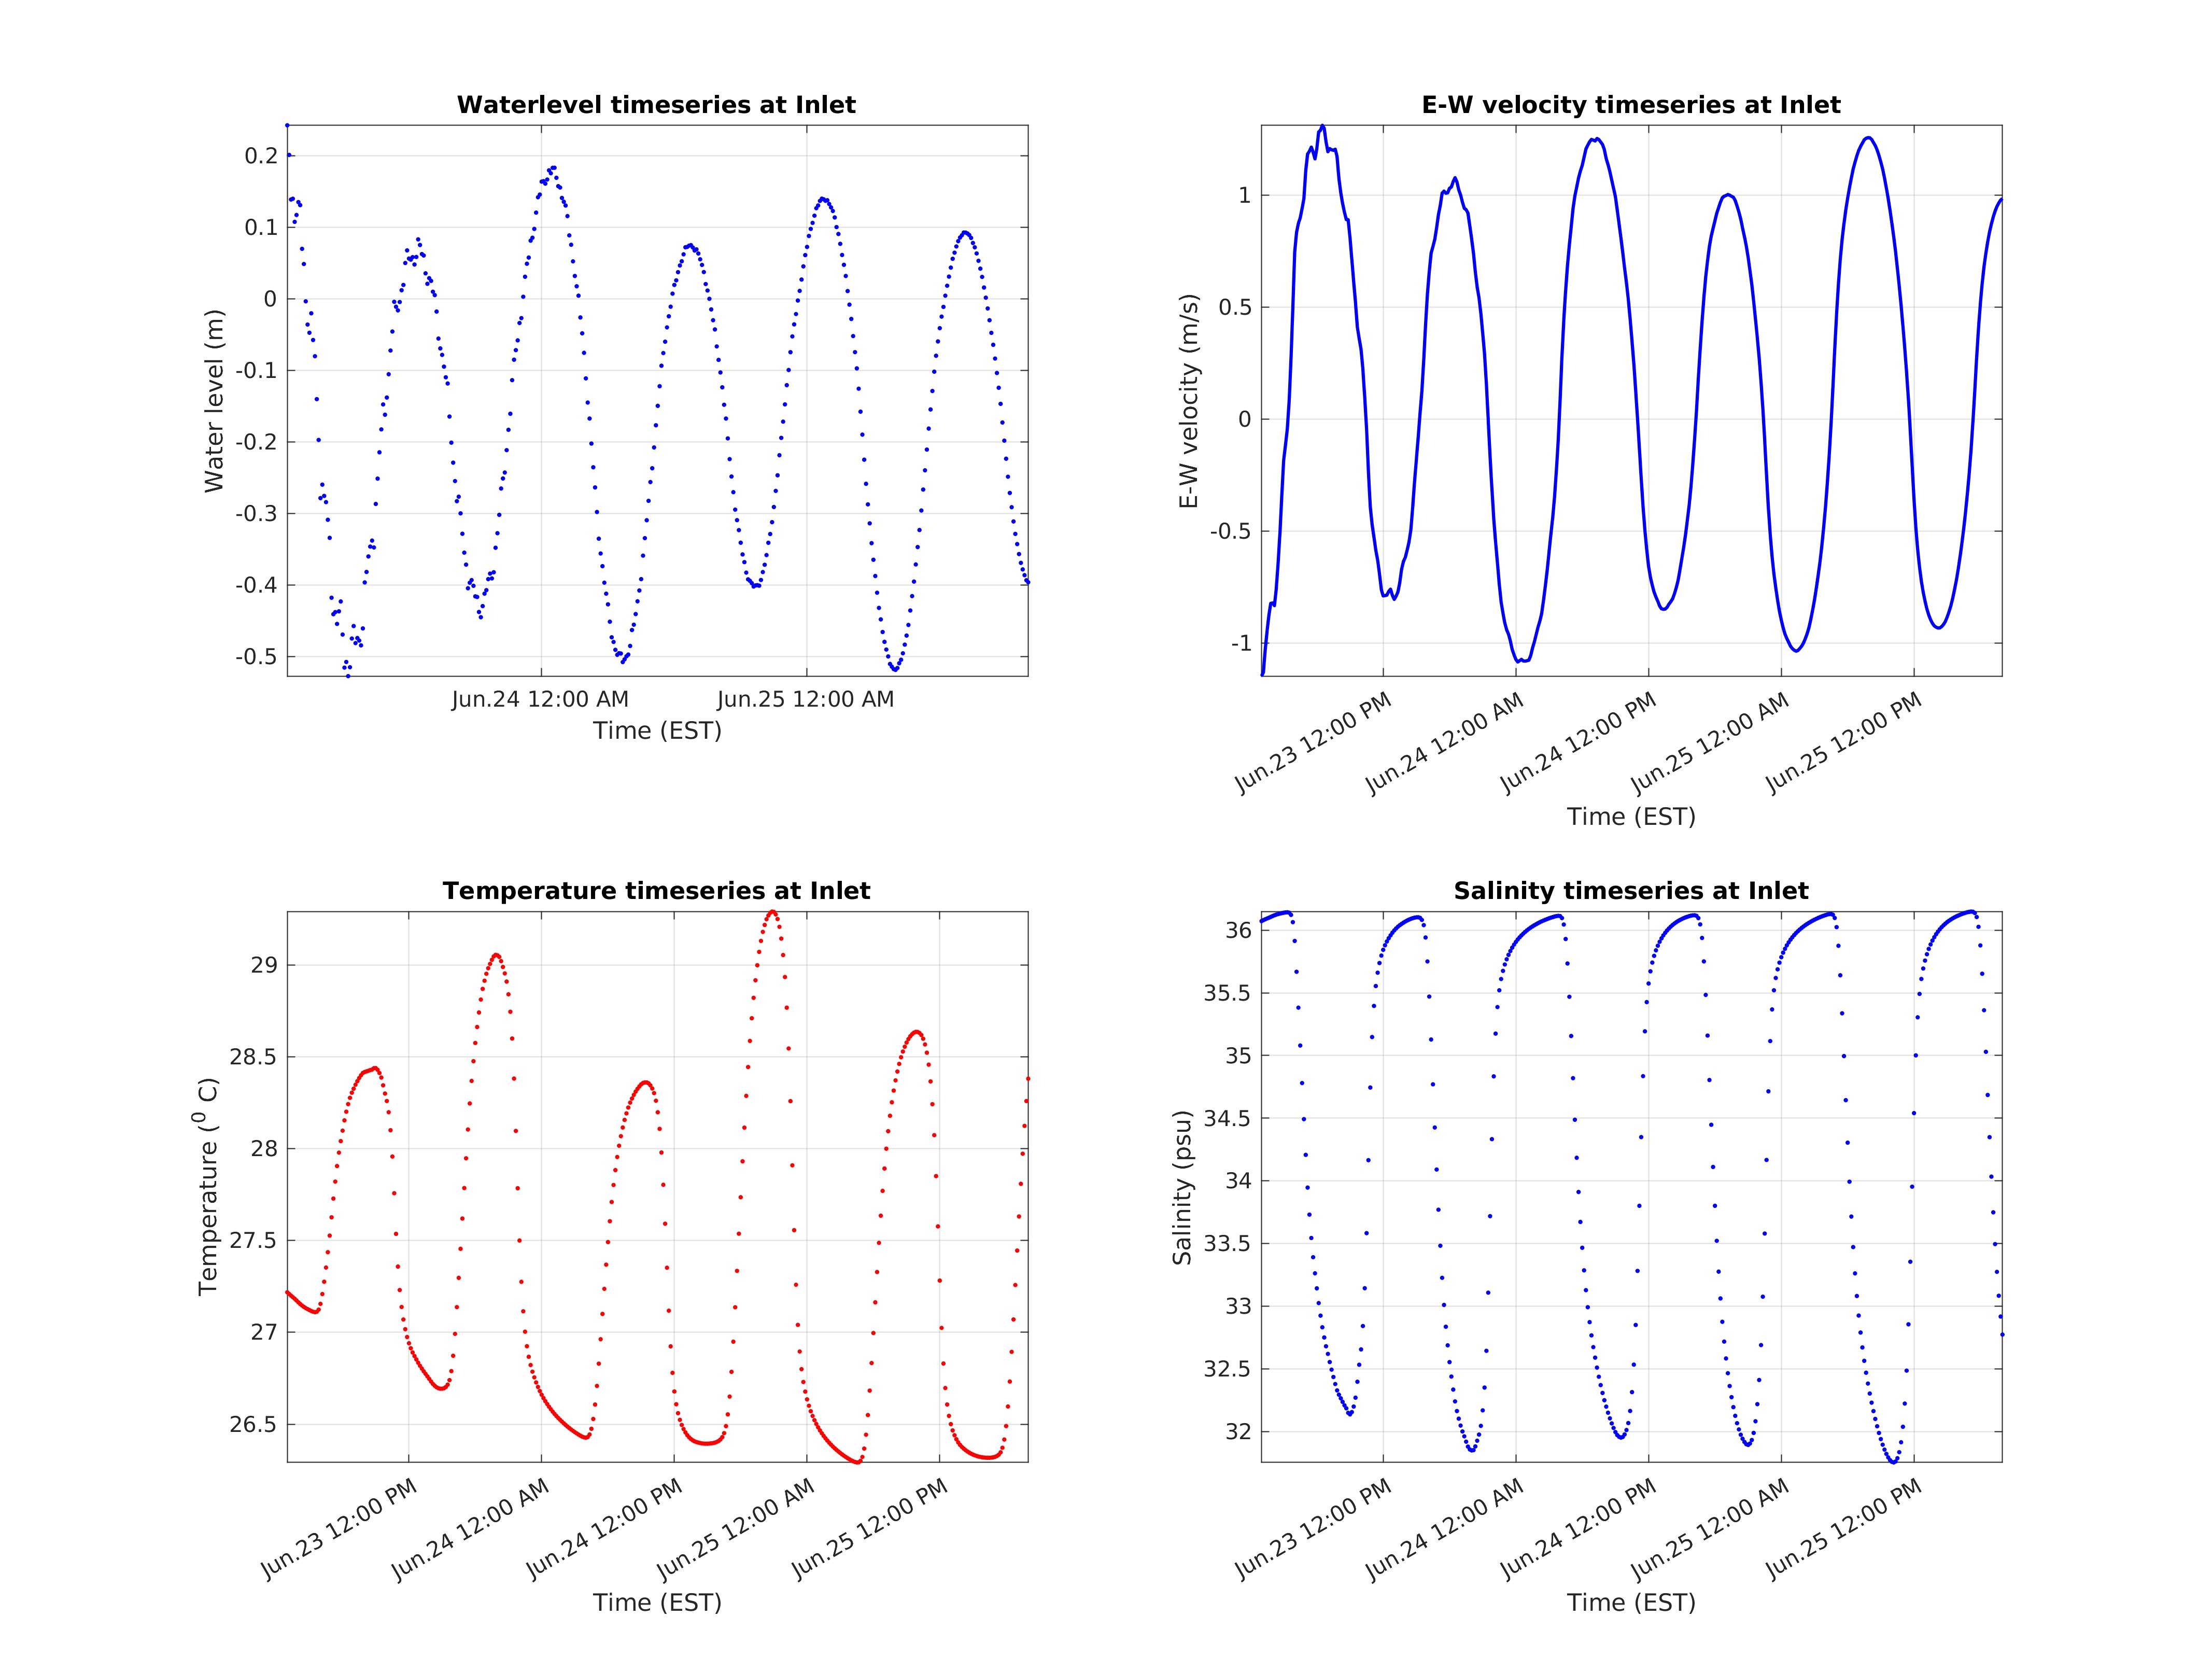 Waterlevel timeseries at Inlet
0.2
0.1
0
-0.1
-0.2
-0.3
-0.4
-0.5
Water level (m)
Jun.24 12:00 AM
Jun.25 12:00 AM
Time (EST)
E-W velocity timeseries at Inlet
1
0.5
0
-0.5
-1
E-W velocity (m/s)
Jun.23 12:00 PM
Jun.24 12:00 AM
Jun.24 12:00 PM
Jun.25 12:00 AM
Jun.25 12:00 PM
Time (EST)
Temperature timeseries at Inlet
29
28.5
28
27.5
27
26.5
Temperature (⁰ C)
Jun.23 12:00 PM
Jun.24 12:00 AM
Jun.24 12:00 PM
Jun.25 12:00 AM
Jun.25 12:00 PM
Time (EST)
Salinity timeseries at Inlet
36
35.5
35
34.5
34
33.5
33
32.5
32
Salinity (psu)
Jun.23 12:00 PM
Jun.24 12:00 AM
Jun.24 12:00 PM
Jun.25 12:00 AM
Jun.25 12:00 PM
Time (EST)